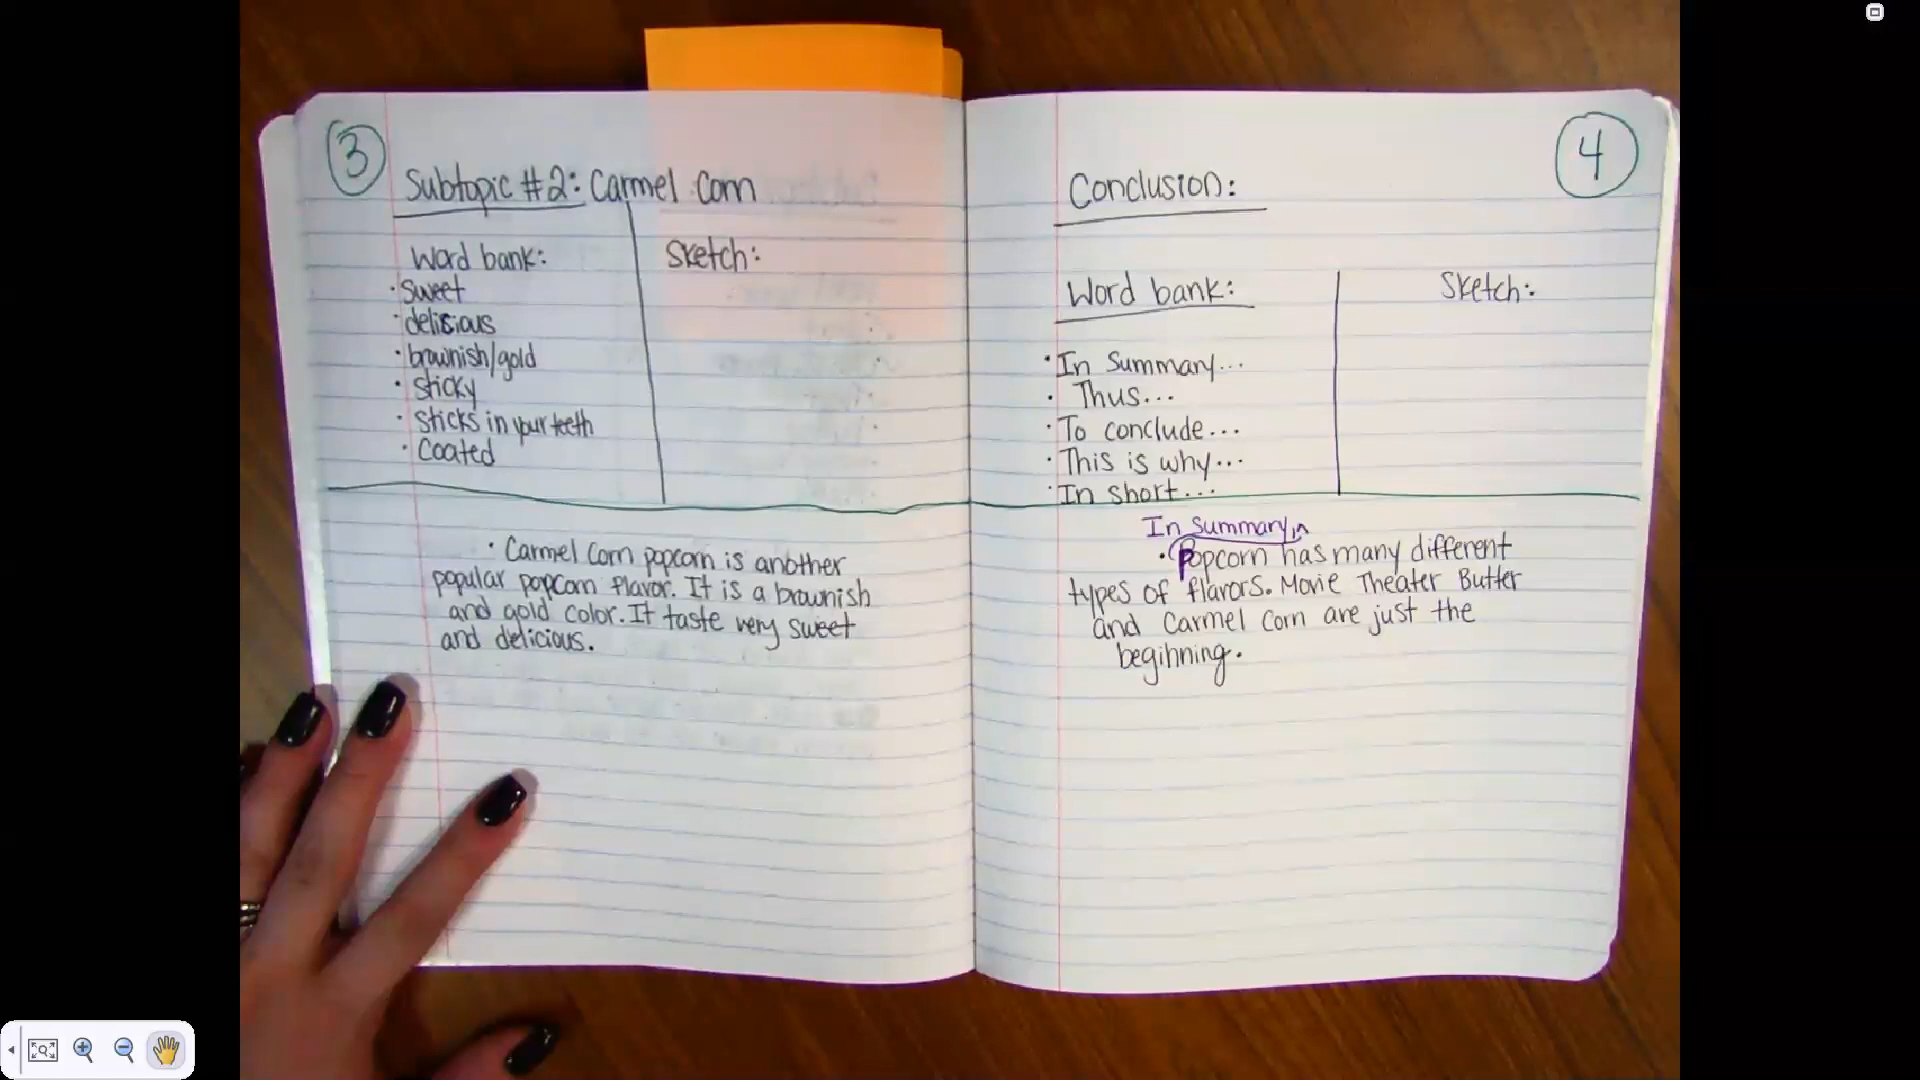 3
Subtopic #2: Carmel Corn
Word bank:
Sketch:
· sweet
· delicious
· brownish/gold
· sticky
· sticks in your teeth
· coated
· Carmel Corn popcorn is another
popular popcorn flavor. It is a brownish
and gold color. It taste very sweet
and delicious.
4
Conclusion:
Word bank:
Sketch:
· In Summary...
· Thus...
· To conclude...
· This is why...
· In short...
In summary,
· popcorn has many different
types of flavors. Movie Theater Butter
and Carmel Corn are just the
beginning.